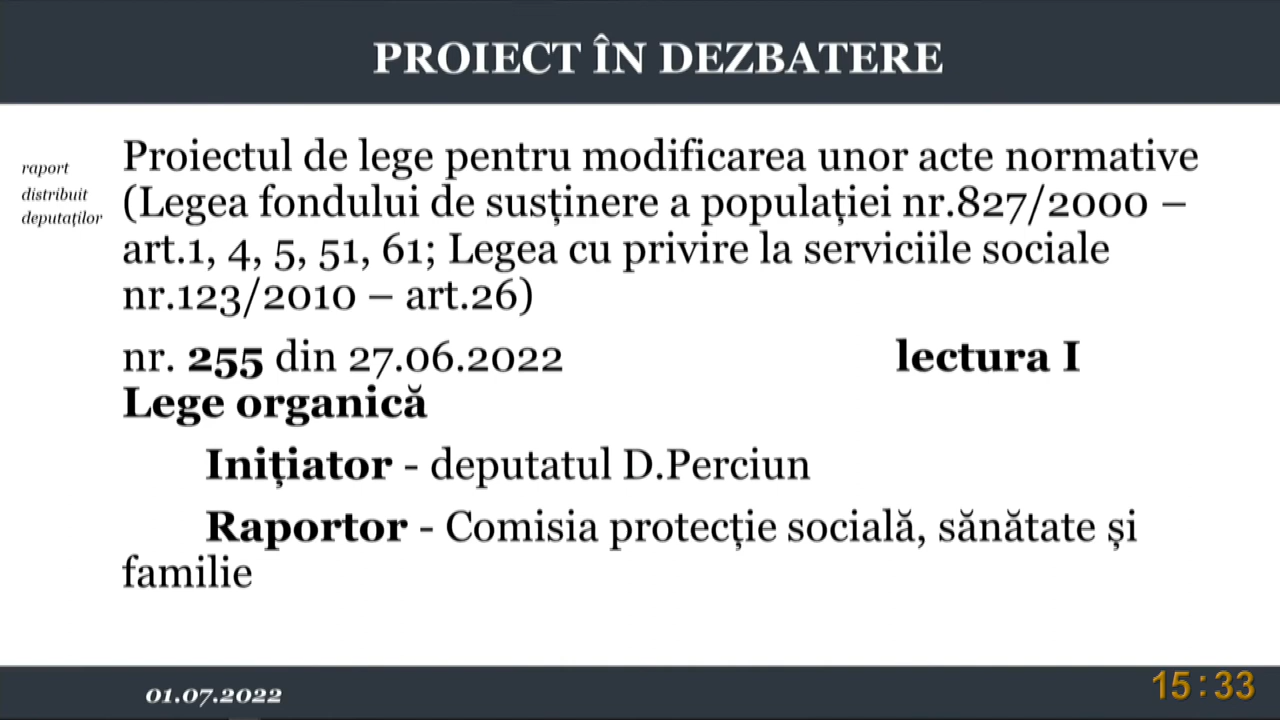 PROIECT ÎN DEZBATERE
raport
distribuit
deputaților
Proiectul de lege pentru modificarea unor acte normative
(Legea fondului de susținere a populației nr.827/2000 –
art.1, 4, 5, 51, 61; Legea cu privire la serviciile sociale
nr.123/2010 – art.26)
nr. 255 din 27.06.2022 lectura I
Lege organică
Inițiator - deputatul D.Perciun
Raportor - Comisia protecție socială, sănătate și
familie
01.07.2022
15:33